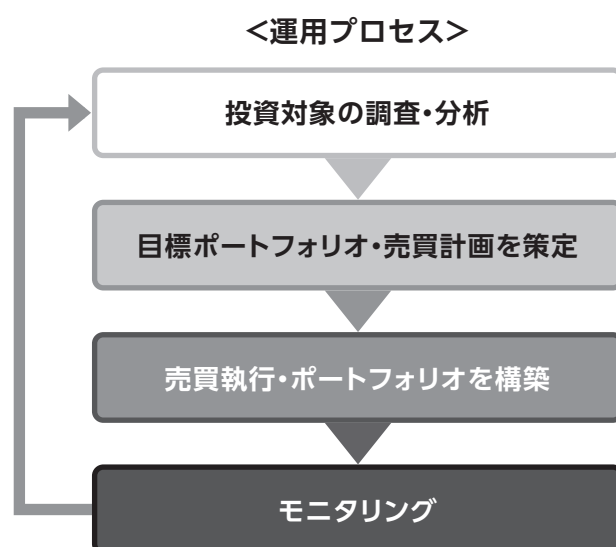 ＜運用プロセス＞
投資対象の調査・分析
目標ポートフォリオ・売買計画を策定
売買執行・ポートフォリオを構築
モニタリング